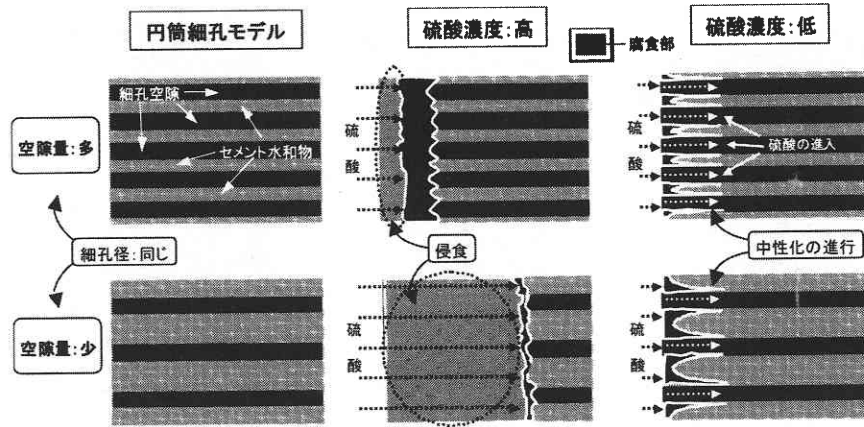 円筒細孔モデル
硫酸濃度:高
腐食部
硫酸濃度:低
空隙量:多
細孔空隙
セメント水和物
硫
酸
硫
酸
硫酸の進入
細孔径:同じ
侵食
中性化の進行
空隙量:少
硫
酸
硫
酸